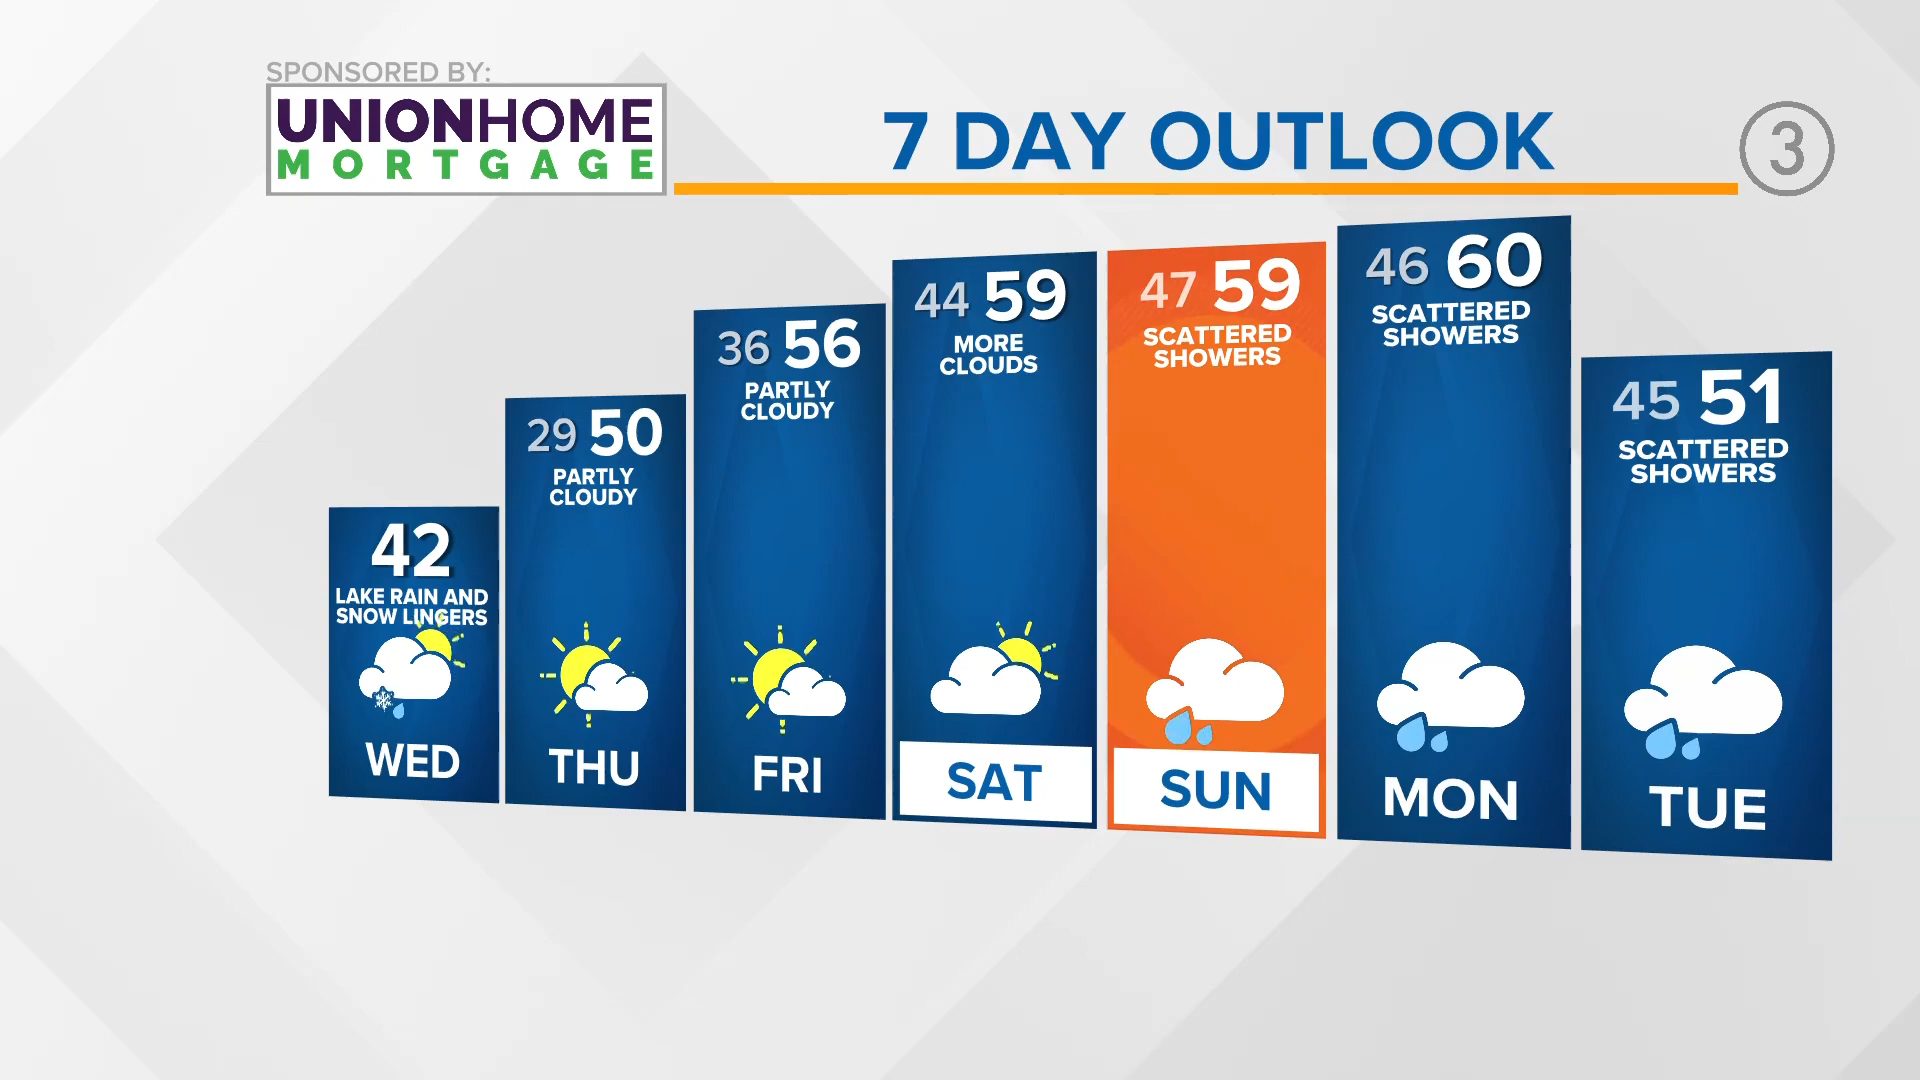 SPONSORED BY:
UNIONHOME
MORTGAGE
7 DAY OUTLOOK
3
42
LAKE RAIN AND
SNOW LINGERS
WED
29 50
PARTLY
CLOUDY
THU
36 56
PARTLY
CLOUDY
FRI
44 59
MORE
CLOUDS
SAT
47 59
SCATTERED
SHOWERS
SUN
46 60
SCATTERED
SHOWERS
MON
45 51
SCATTERED
SHOWERS
TUE